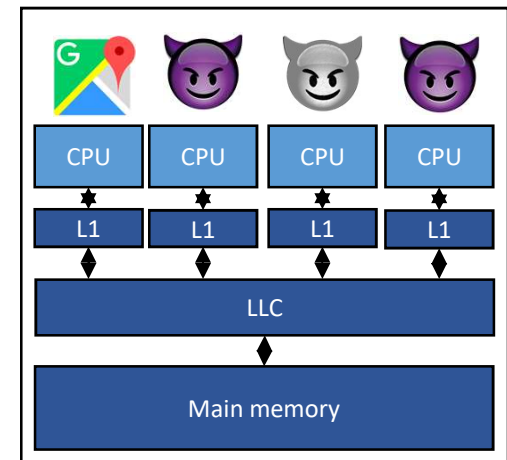 G
CPU CPU CPU CPU
L1 L1 L1 L1
LLC
Main memory